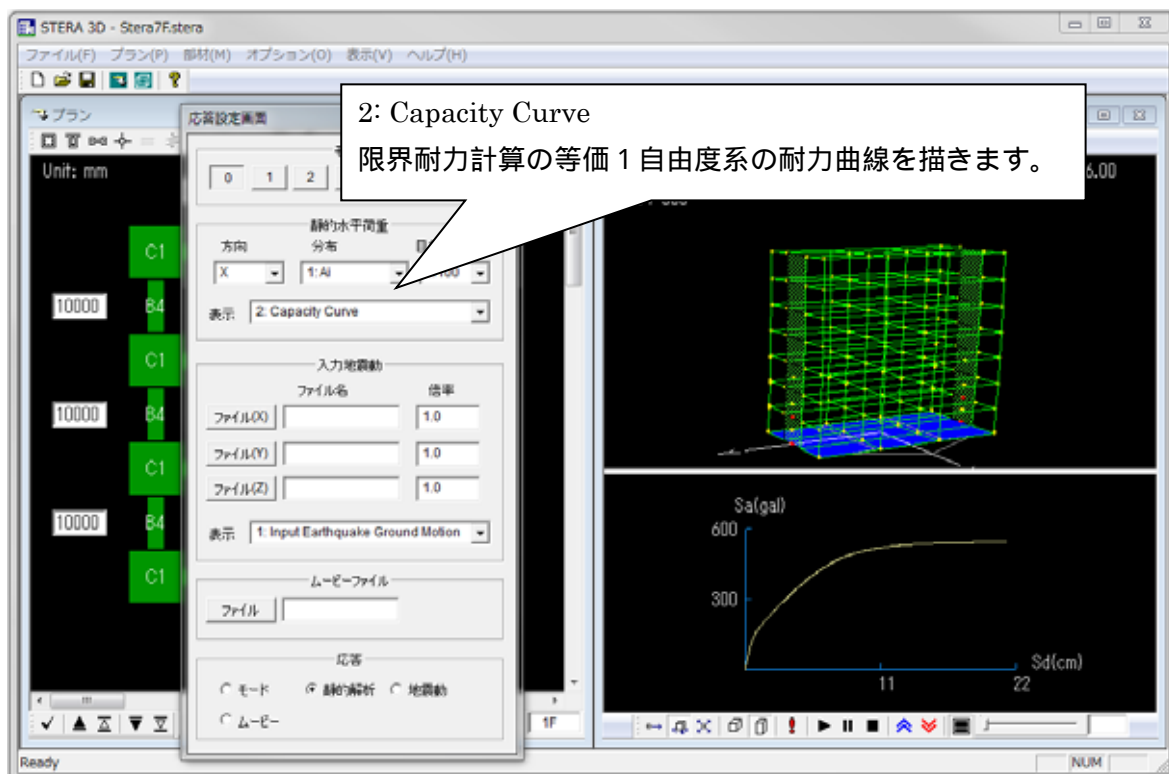 STERA 3D - Stera7F.stera
ファイル(F) プラン(P) 部材(M) オプション(O) 表示(V) ヘルプ(H)
プラン
Unit: mm
C1
10000 B4
C1
10000 B4
C1
10000 B4
C1
応答設定画面
0 1 2
静的水平荷重
方向 分布
X 1: Ai
表示 2: Capacity Curve
入力地震動
ファイル名 倍率
ファイル(X) 1.0
ファイル(Y) 1.0
ファイル(Z) 1.0
表示 1: Input Earthquake Ground Motion
ムービーファイル
ファイル
応答
モード 静的解析 地震動
ムービー
1F
2: Capacity Curve
限界耐力計算の等価1自由度系の耐力曲線を描きます。
6.00
Sa(gal)
600
300
Sd(cm)
11 22
Ready
NUM